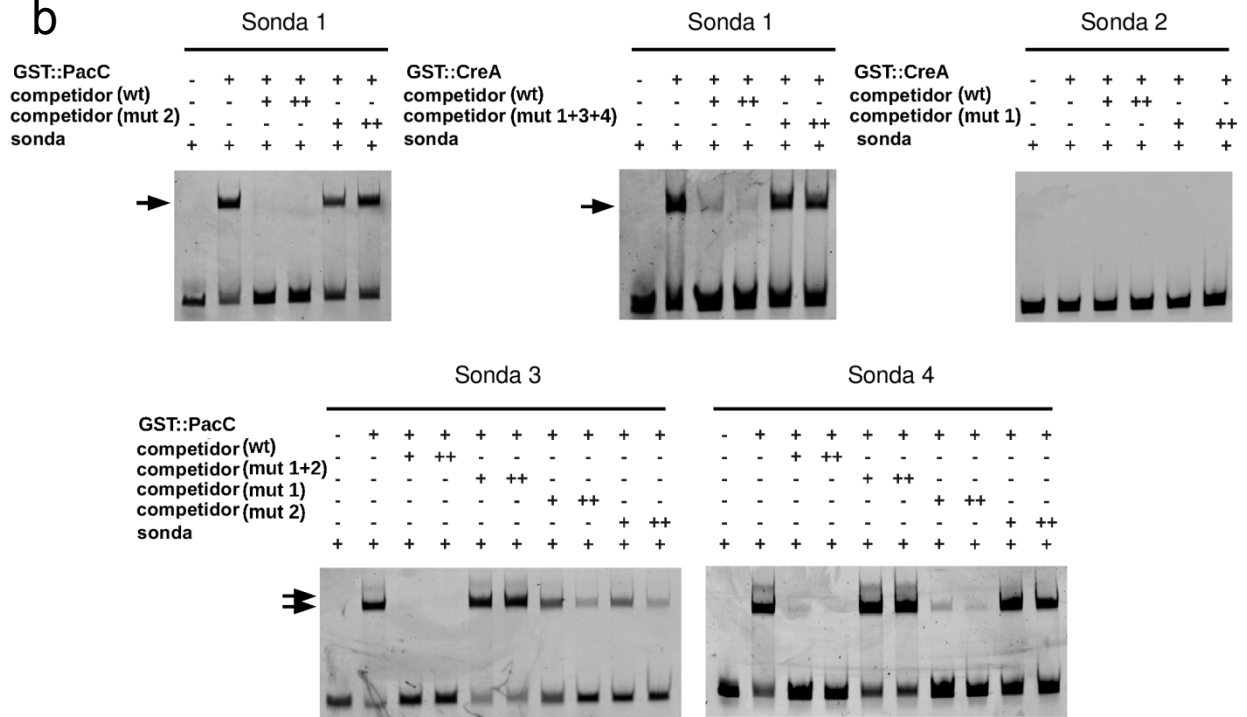 b
Sonda 1
GST::PacC - + + + + +
competidor (wt) - - + ++ - -
competidor (mut 2) - - - - + ++
sonda + + + + + +
Sonda 1
GST::CreA - + + + + +
competidor (wt) - - + ++ - -
competidor (mut 1+3+4) - - - - + ++
sonda + + + + + +
Sonda 2
GST::CreA - + + + + +
competidor (wt) - - + ++ - -
competidor (mut 1) - - - - + ++
sonda + + + + + +
Sonda 3 Sonda 4
GST::PacC - + + + + + + + + + - + + + + + + + + +
competidor (wt) - - + ++ - - - - - - - - + ++ - - - - - -
competidor (mut 1+2) - - - - + ++ - - - - - - - - + ++ - - - -
competidor (mut 1) - - - - - - + ++ - - - - - - - - + ++ - -
competidor (mut 2) - - - - - - - - + ++ - - - - - - - - + ++
sonda + + + + + + + + + + + + + + + + + + + +